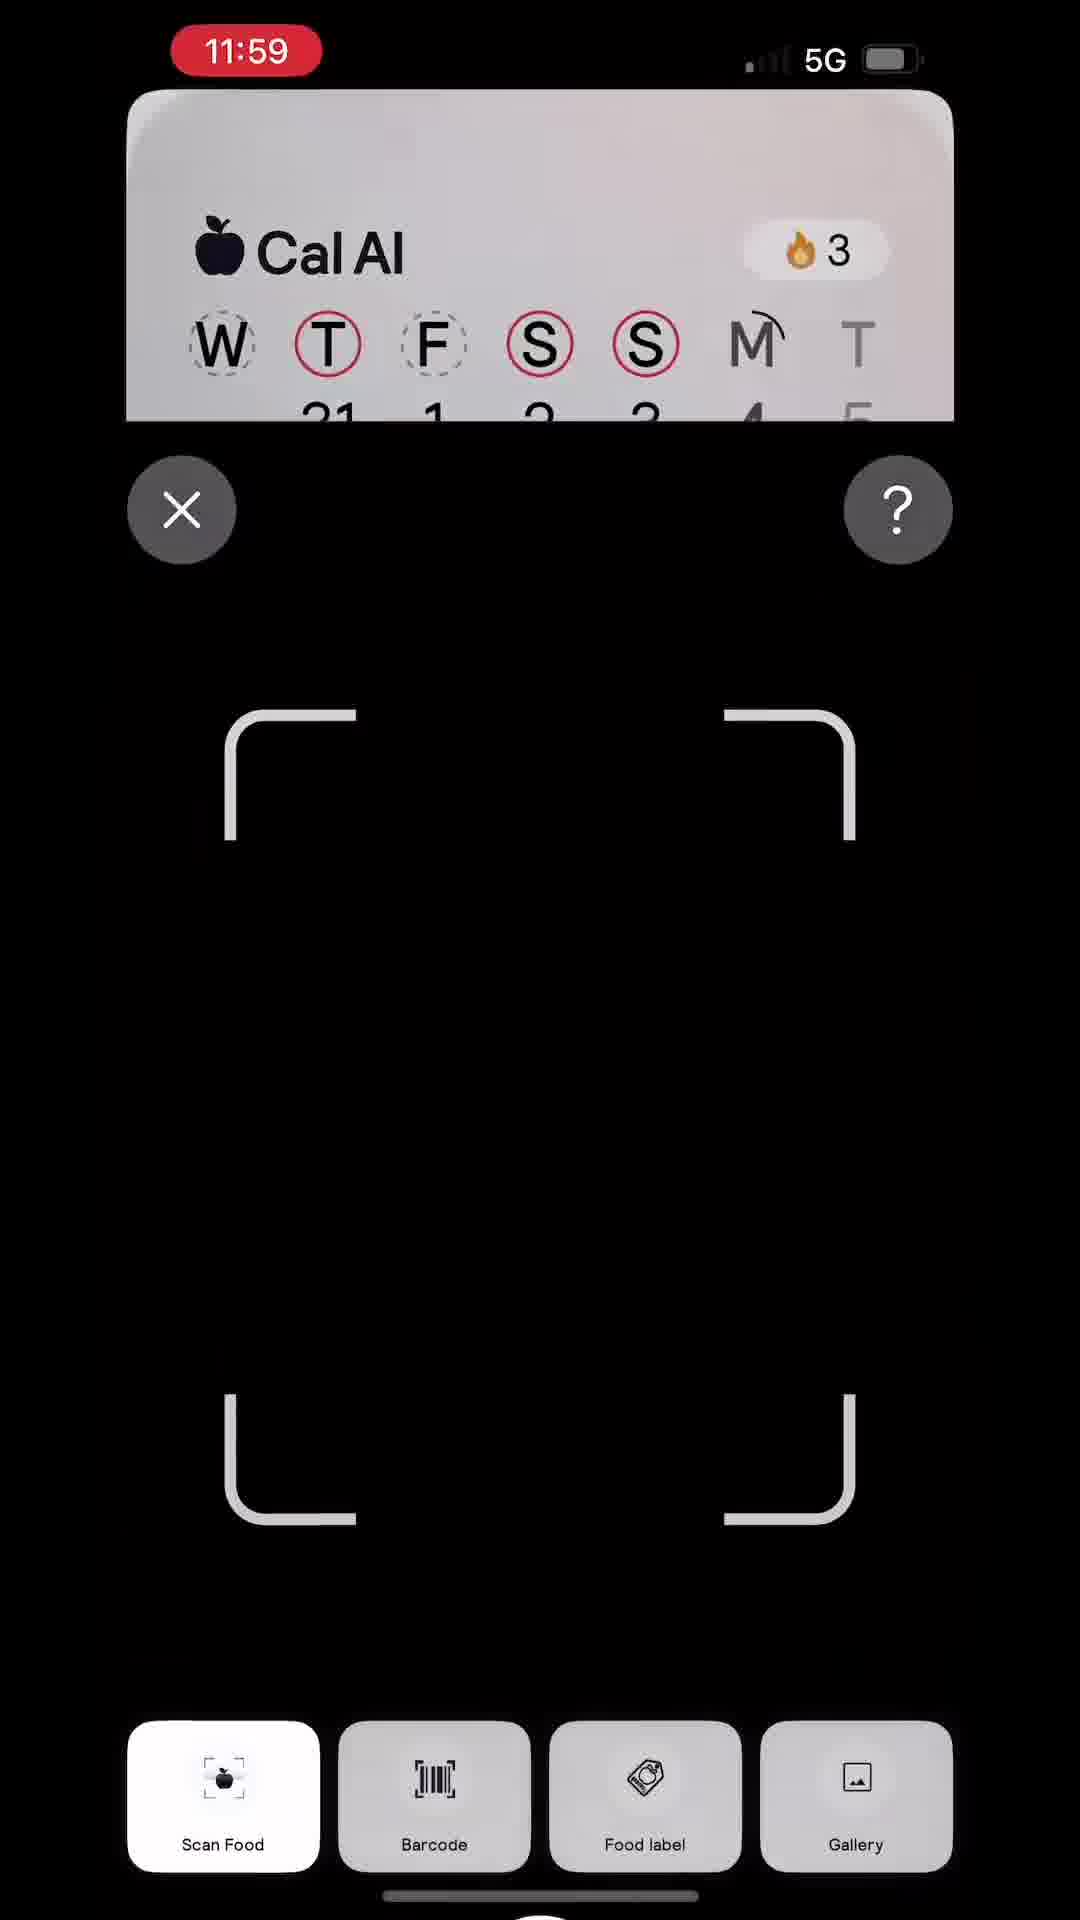 11:59
5G
Cal AI
3
W T F S S M T
31 1 2 3 4 5
?
Scan Food
Barcode
Food label
Gallery